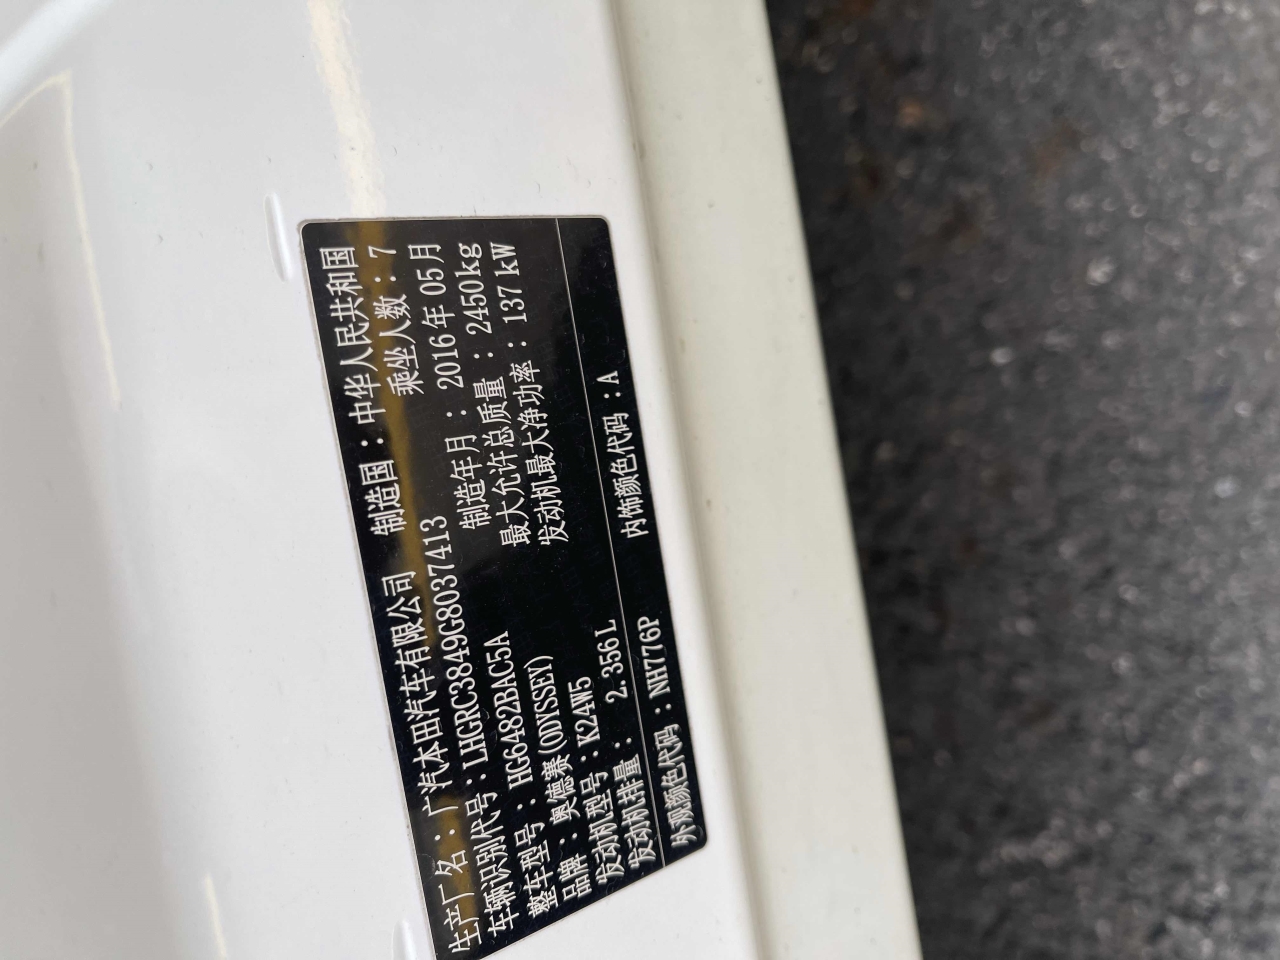 生产厂名：广汽本田汽车有限公司 制造国：中华人民共和国
车辆识别代号：LHGRC3849G8037413 乘坐人数：7
整车型号：HG6482BAC5A 制造年月：2016年05月
品牌：奥德赛(ODYSSEY) 最大允许总质量：2450kg
发动机型号：K24W5 发动机最大净功率：137kW
发动机排量：2.356L
外观颜色代码：NH776P 内饰颜色代码：A